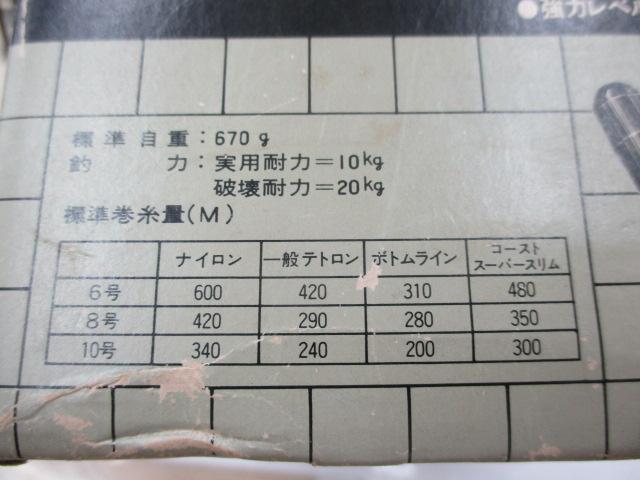 ●強力レベル
標準自重：670g
釣　　力：実用耐力＝10kg
破壊耐力＝20kg
標準巻糸量(M)
ナイロン 一般テトロン ボトムライン コースト スーパースリム
6号 600 420 310 480
8号 420 290 280 350
10号 340 240 200 300